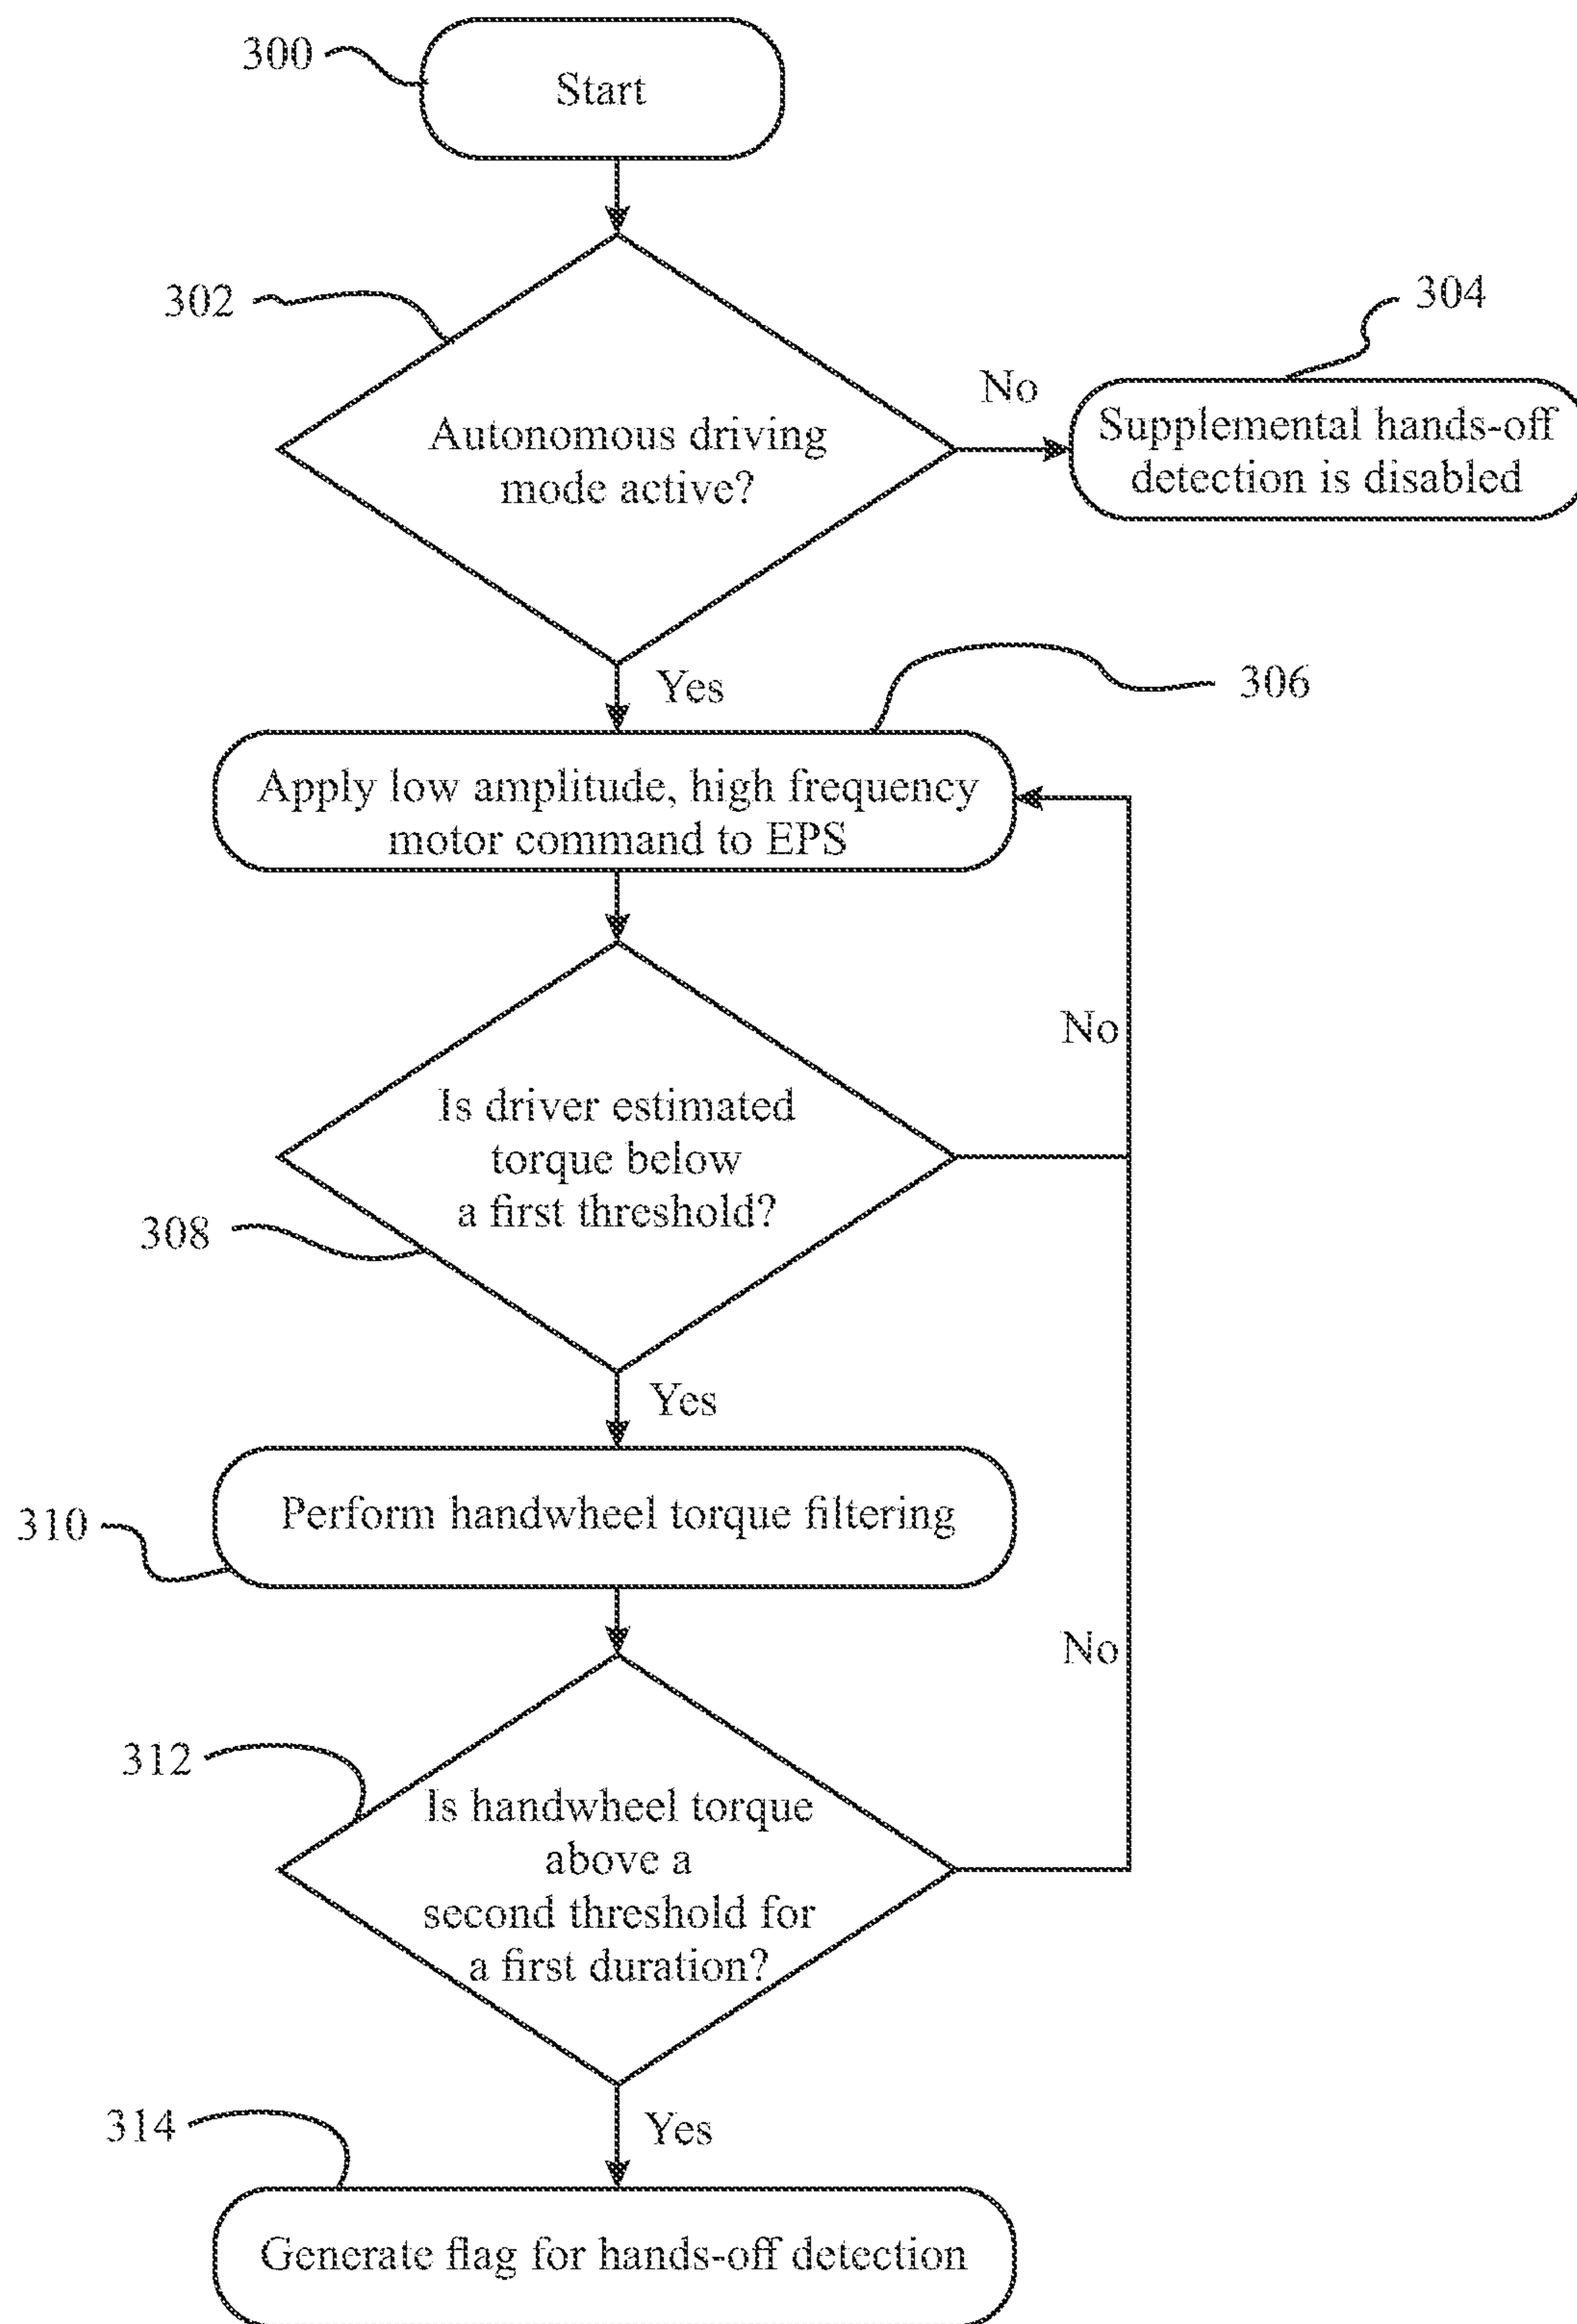 300
Start
302
304
No
Autonomous driving
mode active?
Supplemental hands-off
detection is disabled
Yes
306
Apply low amplitude, high frequency
motor command to EPS
No
Is driver estimated
torque below
a first threshold?
308
Yes
310
Perform handwheel torque filtering
No
312
Is handwheel torque
above a
second threshold for
a first duration?
314
Yes
Generate flag for hands-off detection